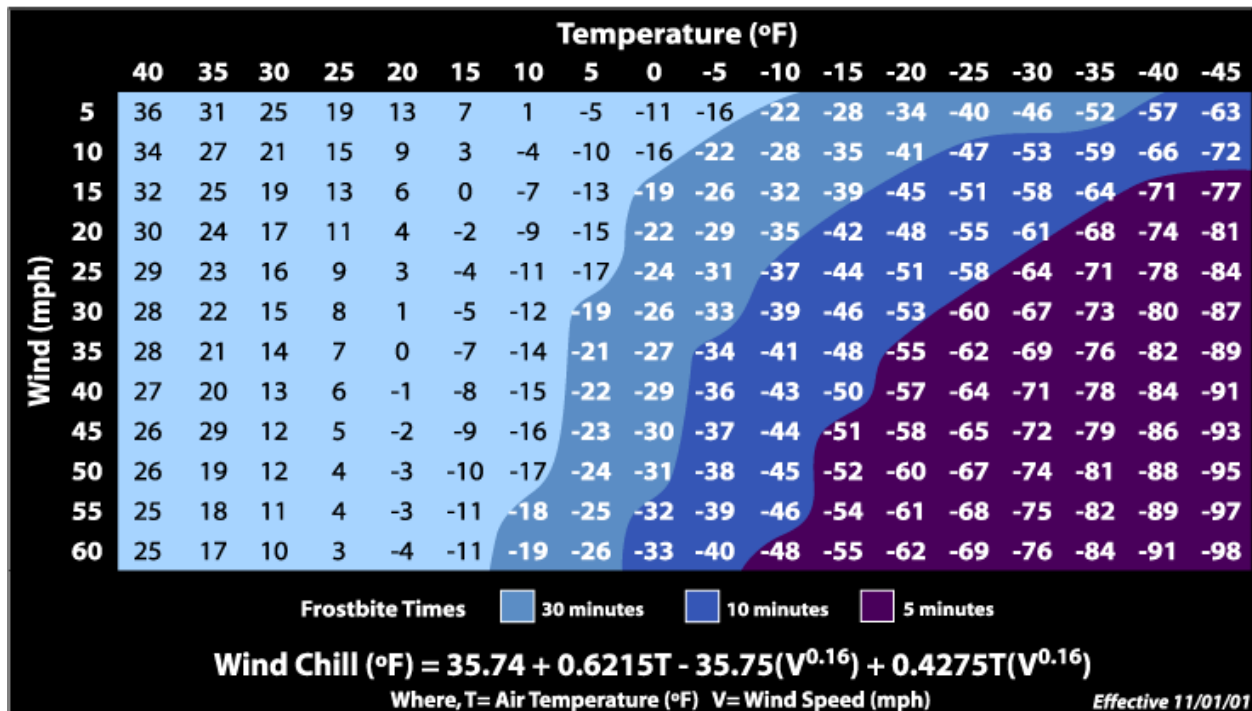 Temperature (ºF)
40 35 30 25 20 15 10 5 0 -5 -10 -15 -20 -25 -30 -35 -40 -45
Wind (mph)
5 36 31 25 19 13 7 1 -5 -11 -16 -22 -28 -34 -40 -46 -52 -57 -63
10 34 27 21 15 9 3 -4 -10 -16 -22 -28 -35 -41 -47 -53 -59 -66 -72
15 32 25 19 13 6 0 -7 -13 -19 -26 -32 -39 -45 -51 -58 -64 -71 -77
20 30 24 17 11 4 -2 -9 -15 -22 -29 -35 -42 -48 -55 -61 -68 -74 -81
25 29 23 16 9 3 -4 -11 -17 -24 -31 -37 -44 -51 -58 -64 -71 -78 -84
30 28 22 15 8 1 -5 -12 -19 -26 -33 -39 -46 -53 -60 -67 -73 -80 -87
35 28 21 14 7 0 -7 -14 -21 -27 -34 -41 -48 -55 -62 -69 -76 -82 -89
40 27 20 13 6 -1 -8 -15 -22 -29 -36 -43 -50 -57 -64 -71 -78 -84 -91
45 26 29 12 5 -2 -9 -16 -23 -30 -37 -44 -51 -58 -65 -72 -79 -86 -93
50 26 19 12 4 -3 -10 -17 -24 -31 -38 -45 -52 -60 -67 -74 -81 -88 -95
55 25 18 11 4 -3 -11 -18 -25 -32 -39 -46 -54 -61 -68 -75 -82 -89 -97
60 25 17 10 3 -4 -11 -19 -26 -33 -40 -48 -55 -62 -69 -76 -84 -91 -98
Frostbite Times 30 minutes 10 minutes 5 minutes
Wind Chill (ºF) = 35.74 + 0.6215T - 35.75(V^0.16) + 0.4275T(V^0.16)
Where, T= Air Temperature (ºF) V= Wind Speed (mph) Effective 11/01/01